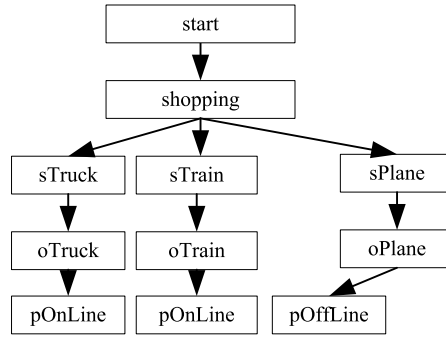 start
shopping
sTruck
sTrain
sPlane
oTruck
oTrain
oPlane
pOnLine
pOnLine
pOffLine